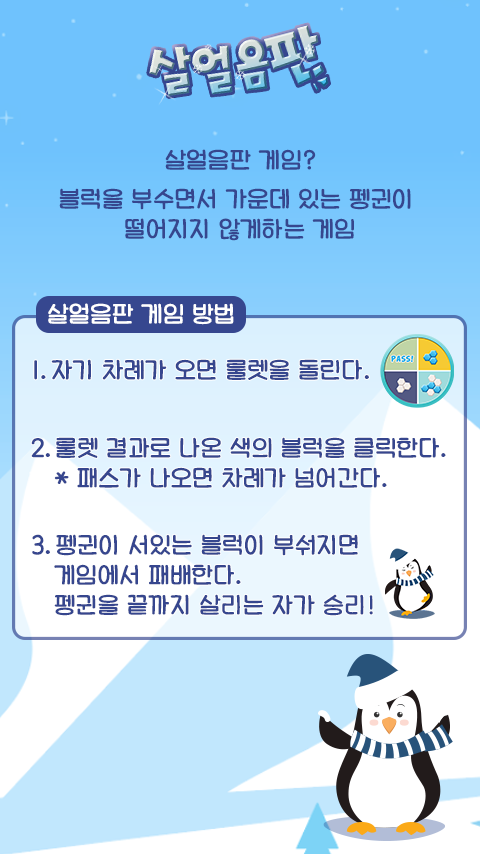 살얼음판
살얼음판 게임?
블럭을 부수면서 가운데 있는 펭귄이
떨어지지 않게하는 게임
살얼음판 게임 방법
1. 자기 차례가 오면 룰렛을 돌린다.
PASS!
2. 룰렛 결과로 나온 색의 블럭을 클릭한다.
* 패스가 나오면 차례가 넘어간다.
3. 펭귄이 서있는 블럭이 부숴지면
게임에서 패배한다.
펭귄을 끝까지 살리는 자가 승리!